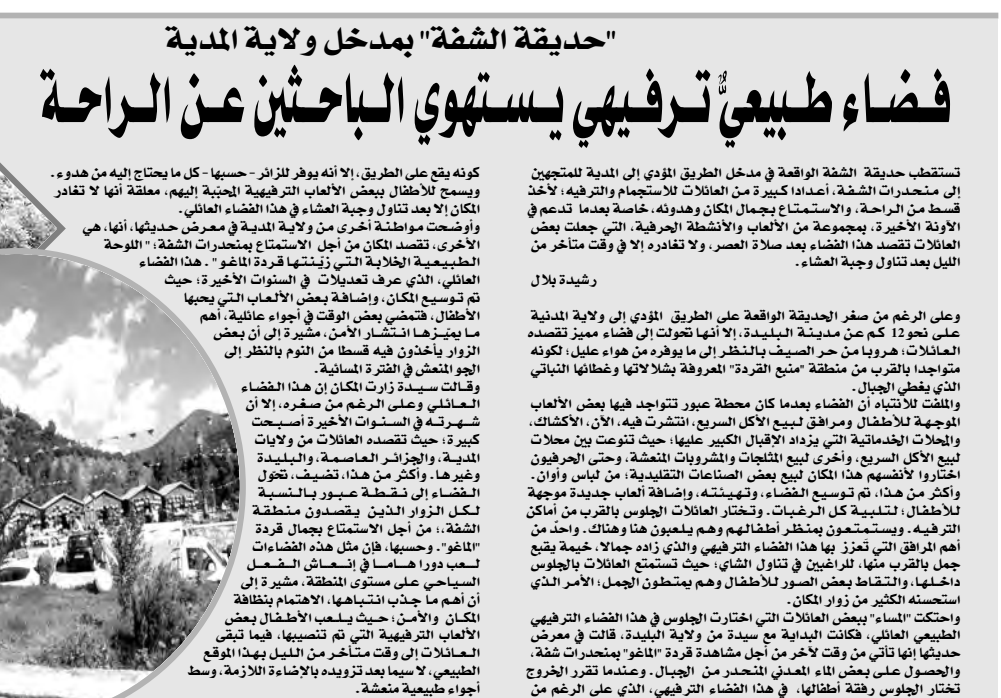 "حديقة الشفة" بمدخل ولاية المدية
فضاء طبيعيٌّ ترفيهي يستهوي الباحثين عن الراحة
تستقطب حديقة الشفة الواقعة في مدخل الطريق المؤدي إلى المدية للمتجهين
إلى منحدرات الشفة، أعدادا كبيرة من العائلات للاستجمام والترفيه؛ لأخذ
قسط من الراحة، والاستمتاع بجمال المكان وهدوئه، خاصة بعدما تدعم في
الآونة الأخيرة، بمجموعة من الألعاب والأنشطة الحرفية، التي جعلت بعض
العائلات تقصد هذا الفضاء بعد صلاة العصر، ولا تغادره إلا في وقت متأخر من
الليل بعد تناول وجبة العشاء.
رشيدة بلال
وعلى الرغم من صغر الحديقة الواقعة على الطريق المؤدي إلى ولاية المدنية
على نحو12 كم عن مدينة البليدة، إلا أنها تحولت إلى فضاء مميز تقصده
العائلات؛ هروبا من حر الصيف بالنظر إلى ما يوفره من هواء عليل؛ لكونه
متواجدا بالقرب من منطقة "منبع القردة" المعروفة بشلالاتها وغطائها النباتي
الذي يغطي الجبال.
والملفت للانتباه أن الفضاء بعدما كان محطة عبور تتواجد فيها بعض الألعاب
الموجهة للأطفال ومرافق لبيع الأكل السريع، انتشرت فيه، الآن، الأكشاك،
والمحلات الخدماتية التي يزداد الإقبال الكبير عليها؛ حيث تنوعت بين محلات
لبيع الأكل السريع، وأخرى لبيع المثلجات والمشروبات المنعشة، وحتى الحرفيون
اختاروا لأنفسهم هذا المكان لبيع بعض الصناعات التقليدية؛ من لباس وأوان.
وأكثر من هذا، تم توسيع الفضاء، وتهيئته، وإضافة ألعاب جديدة موجهة
للأطفال؛ لتلبية كل الرغبات. وتختار العائلات الجلوس بالقرب من أماكن
الترفيه. ويستمتعون بمنظر أطفالهم وهم يلعبون هنا وهناك. واحدٌ من
أهم المرافق التي تَعزز بها هذا الفضاء الترفيهي والذي زاده جمالا، خيمة يقبع
جمل بالقرب منها، للراغبين في تناول الشاي؛ حيث تستمتع العائلات بالجلوس
داخلها، والتقاط بعض الصور للأطفال وهم يمتطون الجمل؛ الأمر الذي
استحسنه الكثير من زوار المكان.
واحتكت "المساء" ببعض العائلات التي اختارت الجلوس في هذا الفضاء الترفيهي
الطبيعي العائلي، فكانت البداية مع سيدة من ولاية البليدة، قالت في معرض
حديثها إنها تأتي من وقت لآخر من أجل مشاهدة قردة "الماغو" بمنحدرات شفة،
والحصول على بعض الماء المعدني المنحدر من الجبال. وعندما تقرر الخروج
تختار الجلوس رفقة أطفالها، في هذا الفضاء الترفيهي، الذي على الرغم من
كونه يقع على الطريق، إلا أنه يوفر للزائر -حسبها- كل ما يحتاج إليه من هدوء.
ويسمح للأطفال ببعض الألعاب الترفيهية المحبّبة إليهم، معلقة أنها لا تغادر
المكان إلا بعد تناول وجبة العشاء في هذا الفضاء العائلي.
وأوضحت مواطنة أخرى من ولاية المدية في معرض حديثها، أنها، هي
الأخرى، تقصد المكان من أجل الاستمتاع بمنحدرات الشفة؛ "اللوحة
الطبيعية الخلابة التي زيّنتها قردة الماغو" . هذا الفضاء
العائلي، الذي عرف تعديلات في السنوات الأخيرة؛ حيث
تم توسيع المكان، وإضافة بعض الألعاب التي يحبها
الأطفال، فتمضي بعض الوقت في أجواء عائلية، أهم
ما يميّزها انتشار الأمن، مشيرة إلى أن بعض
الزوار يأخذون فيه قسطا من النوم بالنظر إلى
الجو المنعش في الفترة المسائية.
وقالت سيدة زارت المكان إن هذا الفضاء
العائلي وعلى الرغم من صغره، إلا أن
شهرته في السنوات الأخيرة أصبحت
كبيرة؛ حيث تقصده العائلات من ولايات
المدية، والجزائر العاصمة، والبليدة
وغيرها. وأكثر من هذا، تضيف، تحوّل
الفضاء إلى نقطة عبور بالنسبة
لكل الزوار الذين يقصدون منطقة
الشفة،؛ من أجل الاستمتاع بجمال قردة
"الماغو". وحسبها، فإن مثل هذه الفضاءات
لعب دورا هاما في إنعاش الفعل
السياحي على مستوى المنطقة، مشيرة إلى
أن أهم ما جذب انتباهها، الاهتمام بنظافة
المكان والأمن؛ حيث يلعب الأطفال بعض
الألعاب الترفيهية التي تم تنصيبها، فيما تبقى
العائلات إلى وقت متأخر من الليل بهذا الموقع
الطبيعي، لا سيما بعد تزويده بالإضاءة اللازمة، وسط
أجواء طبيعية منعشة.